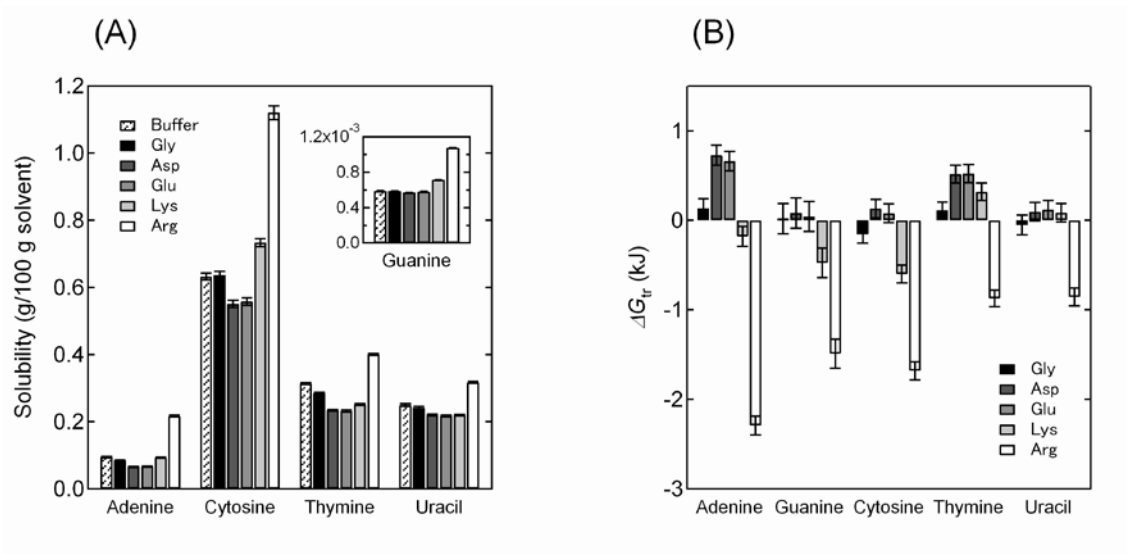 (A)
Solubility (g/100 g solvent)
1.2
1.0
0.8
0.6
0.4
0.2
0.0
Buffer
Gly
Asp
Glu
Lys
Arg
1.2x10-3
0.8
0.4
0.0
Guanine
Adenine Cytosine Thymine Uracil
(B)
ΔGtr (kJ)
1
0
-1
-2
-3
Gly
Asp
Glu
Lys
Arg
Adenine Guanine Cytosine Thymine Uracil